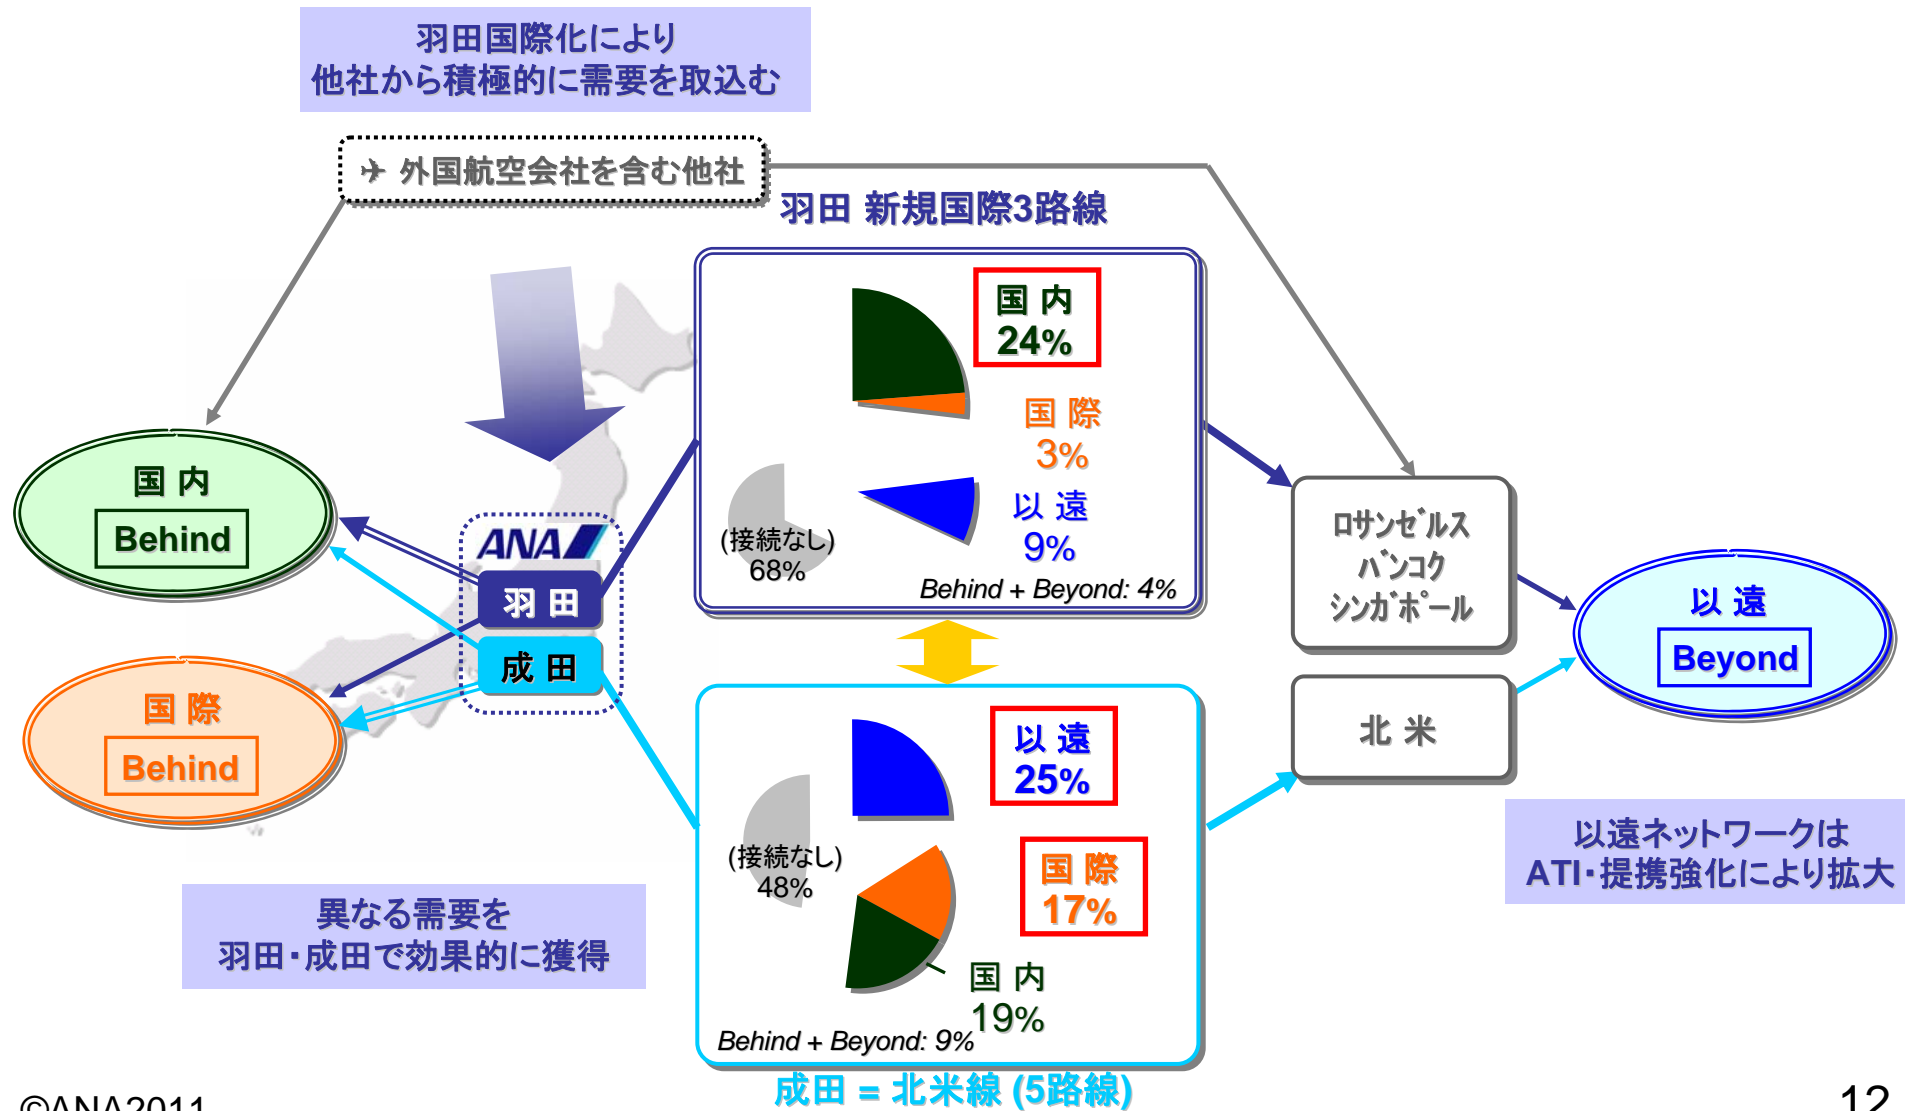 羽田国際化により
他社から積極的に需要を取込む
✈ 外国航空会社を含む他社
羽田 新規国際3路線
国 内
24%
国 際
3%
以 遠
9%
(接続なし)
68%
Behind + Beyond: 4%
国 内
Behind
国 際
Behind
ANA
羽 田
成 田
ロサンゼルス
バンコク
シンガポール
北 米
以 遠
Beyond
以 遠
25%
国 際
17%
国 内
19%
(接続なし)
48%
Behind + Beyond: 9%
成田 = 北米線 (5路線)
異なる需要を
羽田・成田で効果的に獲得
以遠ネットワークは
ATI・提携強化により拡大
©ANA2011
12